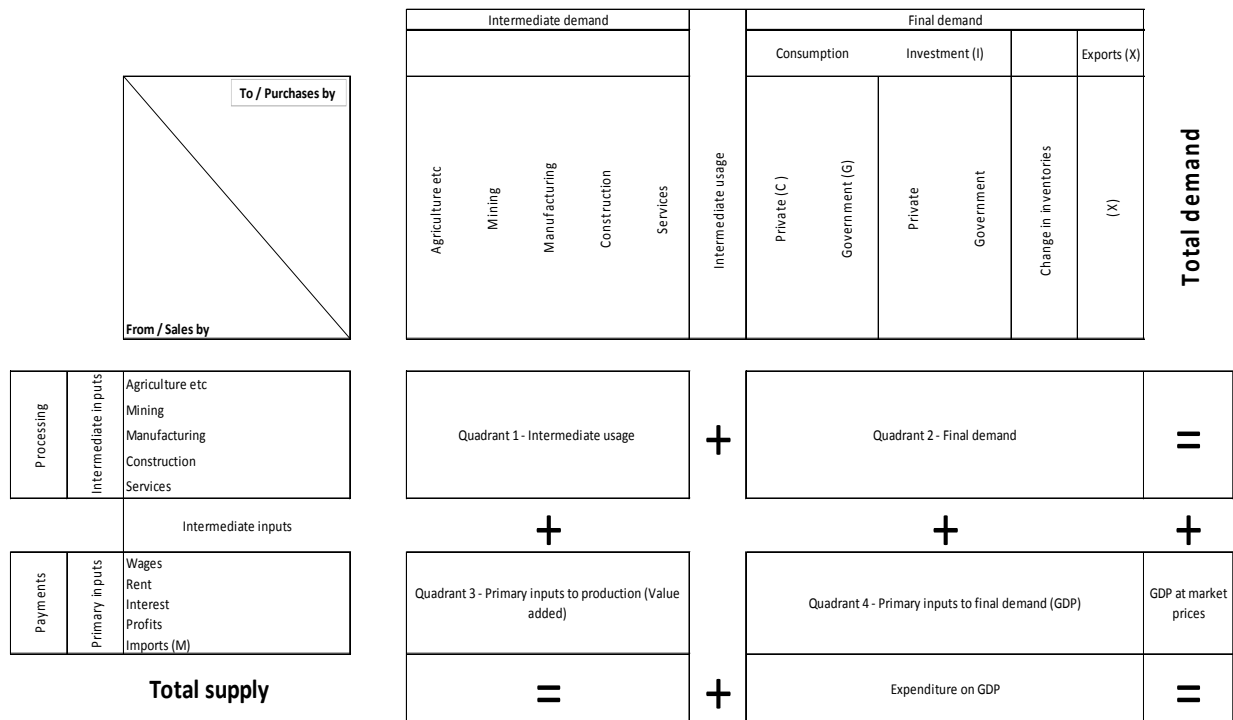 Intermediate demand
Final demand
Consumption
Investment (I)
Exports (X)
To / Purchases by
From / Sales by
Agriculture etc
Mining
Manufacturing
Construction
Services
Intermediate usage
Private (C )
Government (G)
Private
Government
Change in inventories
(X)
Total demand
Processing
Intermediate inputs
Agriculture etc
Mining
Manufacturing
Construction
Services
Quadrant 1 - Intermediate usage
+
Quadrant 2 - Final demand
=
Intermediate inputs
+
+
+
Payments
Primary inputs
Wages
Rent
Interest
Profits
Imports (M)
Quadrant 3 - Primary inputs to production (Value
added)
Quadrant 4 - Primary inputs to final demand (GDP)
GDP at market
prices
Total supply
=
+
Expenditure on GDP
=